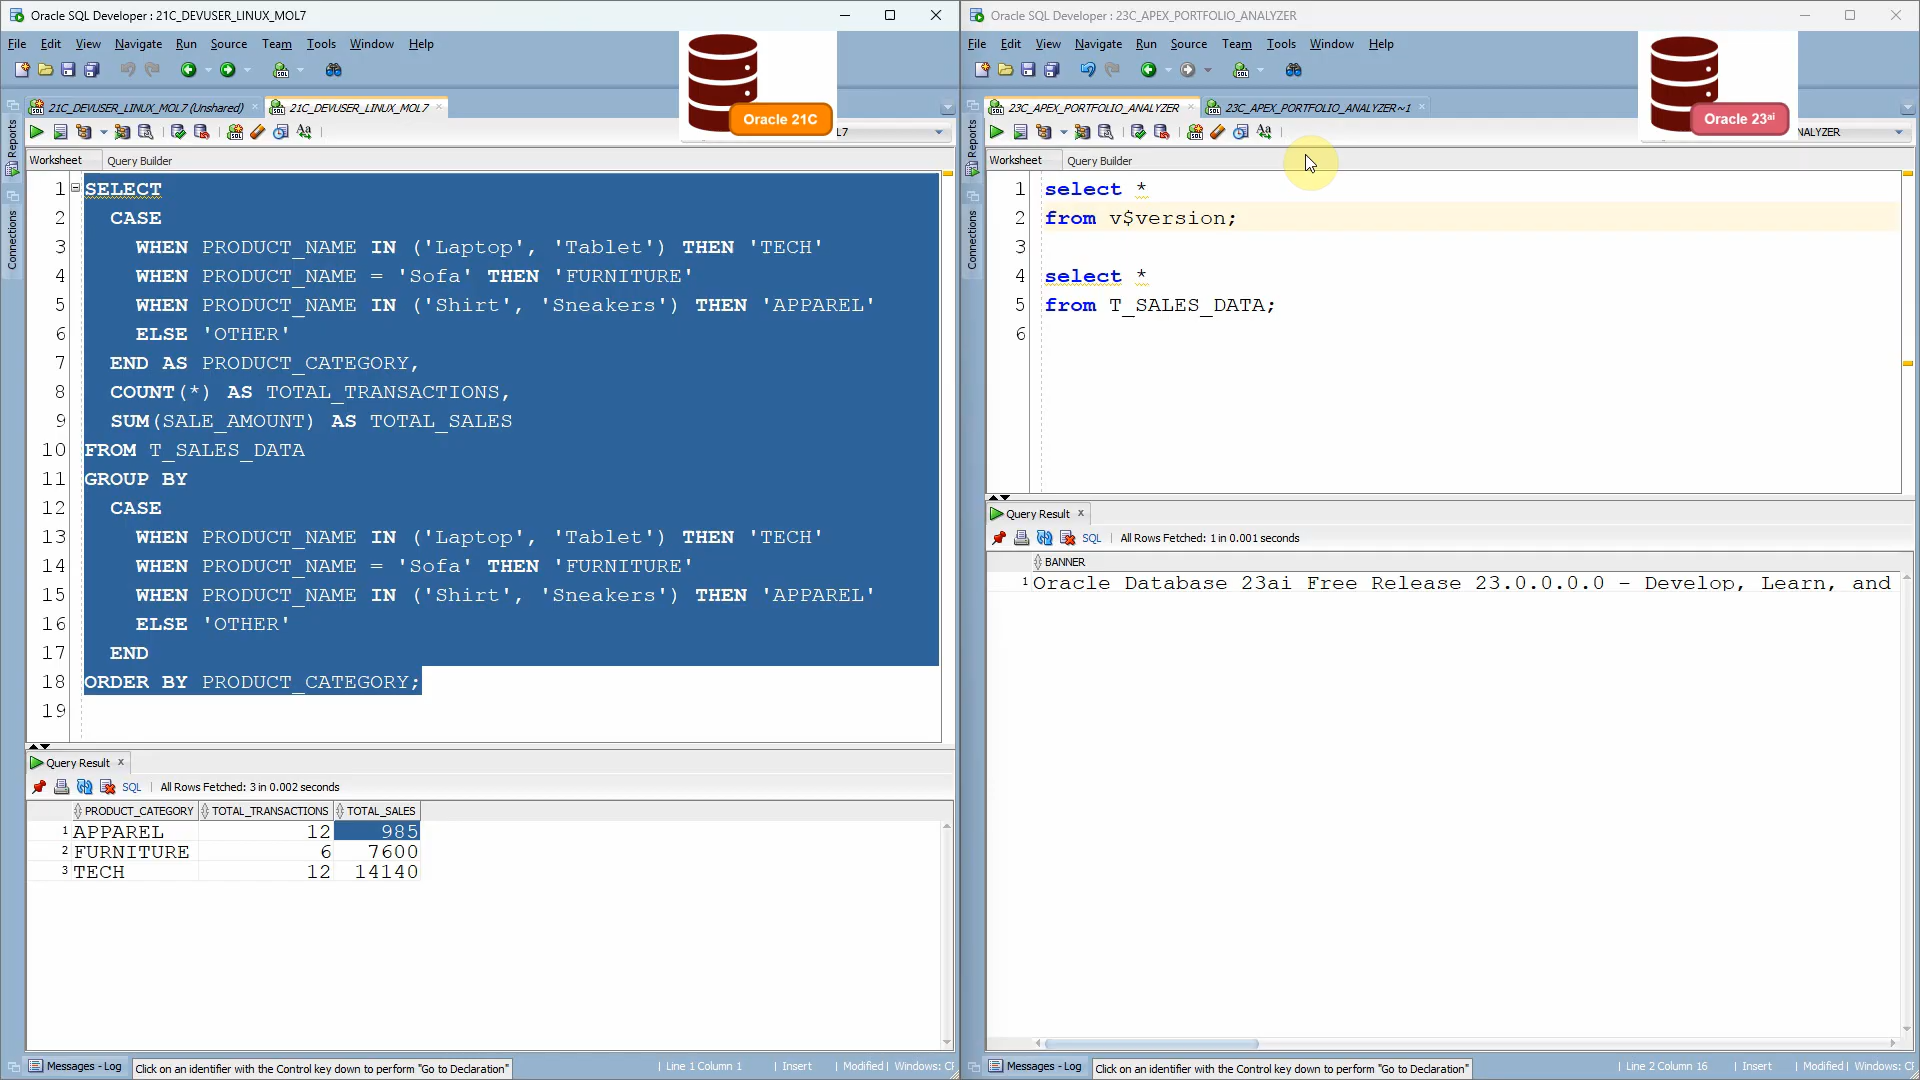 Oracle SQL Developer : 21C_DEVUSER_LINUX_MOL7
File Edit View Navigate Run Source Team Tools Window Help
21C_DEVUSER_LINUX_MOL7 (Unshared)
21C_DEVUSER_LINUX_MOL7
Oracle 21C
L7
Reports
Connections
Worksheet Query Builder
1 SELECT
2 CASE
3 WHEN PRODUCT_NAME IN ('Laptop', 'Tablet') THEN 'TECH'
4 WHEN PRODUCT_NAME = 'Sofa' THEN 'FURNITURE'
5 WHEN PRODUCT_NAME IN ('Shirt', 'Sneakers') THEN 'APPAREL'
6 ELSE 'OTHER'
7 END AS PRODUCT_CATEGORY,
8 COUNT(*) AS TOTAL_TRANSACTIONS,
9 SUM(SALE_AMOUNT) AS TOTAL_SALES
10 FROM T_SALES_DATA
11 GROUP BY
12 CASE
13 WHEN PRODUCT_NAME IN ('Laptop', 'Tablet') THEN 'TECH'
14 WHEN PRODUCT_NAME = 'Sofa' THEN 'FURNITURE'
15 WHEN PRODUCT_NAME IN ('Shirt', 'Sneakers') THEN 'APPAREL'
16 ELSE 'OTHER'
17 END
18 ORDER BY PRODUCT_CATEGORY;
19
Query Result x
SQL | All Rows Fetched: 3 in 0.002 seconds
PRODUCT_CATEGORY TOTAL_TRANSACTIONS TOTAL_SALES
1 APPAREL 12 985
2 FURNITURE 6 7600
3 TECH 12 14140
Messages - Log
Click on an identifier with the Control key down to perform "Go to Declaration"
Line 1 Column 1 | Insert | Modified | Windows: CF
Oracle SQL Developer : 23C_APEX_PORTFOLIO_ANALYZER
File Edit View Navigate Run Source Team Tools Window Help
23C_APEX_PORTFOLIO_ANALYZER
23C_APEX_PORTFOLIO_ANALYZER~1
Oracle 23ai
NALYZER
Reports
Connections
Worksheet Query Builder
1 select *
2 from v$version;
3
4 select *
5 from T_SALES_DATA;
6
Query Result x
SQL | All Rows Fetched: 1 in 0.001 seconds
BANNER
1 Oracle Database 23ai Free Release 23.0.0.0.0 - Develop, Learn, and
Messages - Log
Click on an identifier with the Control key down to perform "Go to Declaration"
Line 2 Column 16 | Insert | Modified | Windows: CF